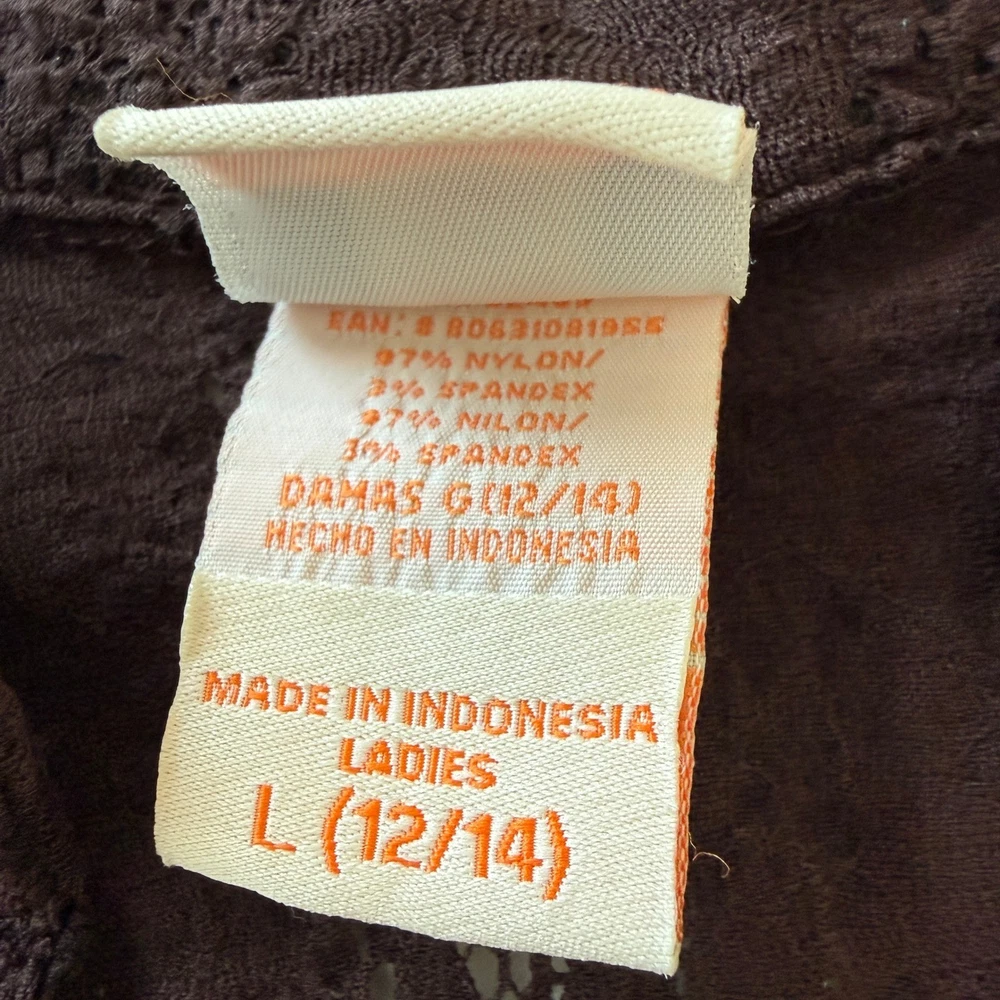 EAN: 8 80631081955
97% NYLON/
3% SPANDEX
97% NILON/
3% SPANDEX
DAMAS G (12/14)
HECHO EN INDONESIA
MADE IN INDONESIA
LADIES
L (12/14)